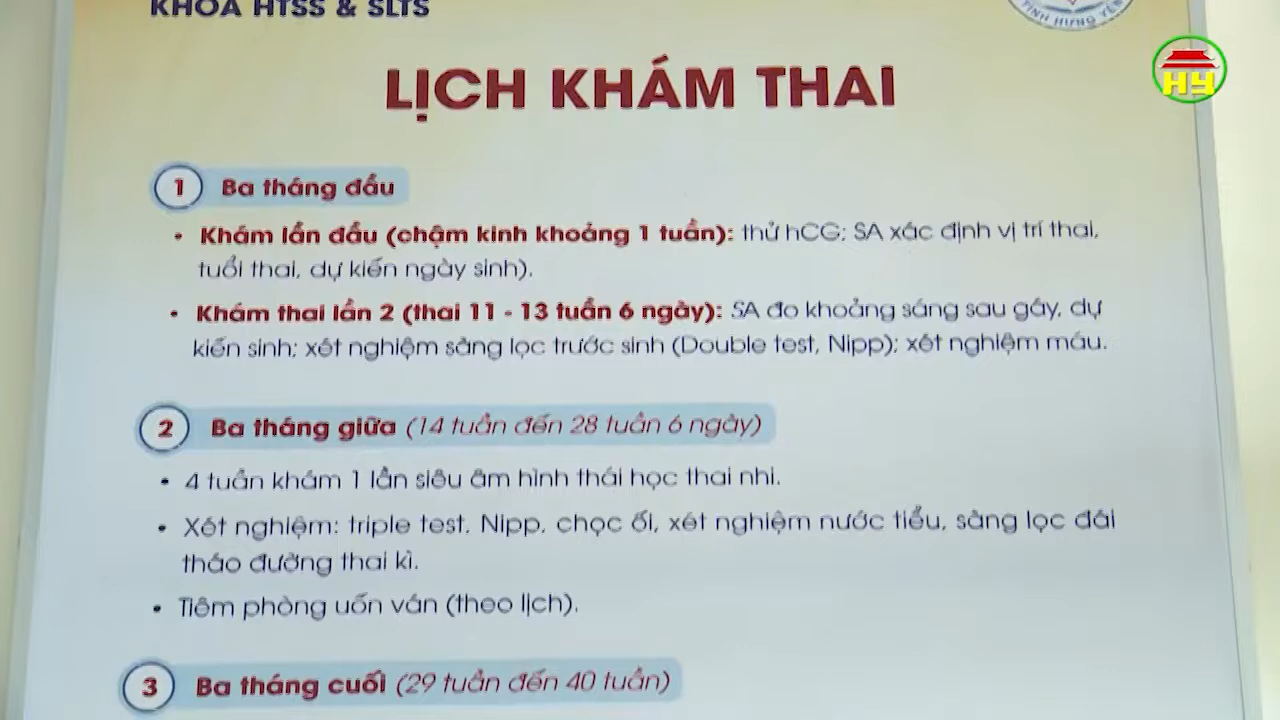 KHOA HTSS & SLTS
TỈNH HƯNG YÊN
HY
LỊCH KHÁM THAI
1 Ba tháng đầu
• Khám lần đầu (chậm kinh khoảng 1 tuần): thử hCG; SA xác định vị trí thai,
tuổi thai, dự kiến ngày sinh).
• Khám thai lần 2 (thai 11 - 13 tuần 6 ngày): SA đo khoảng sáng sau gáy, dự
kiến sinh; xét nghiệm sàng lọc trước sinh (Double test, Nipp); xét nghiệm máu.
2 Ba tháng giữa (14 tuần đến 28 tuần 6 ngày)
• 4 tuần khám 1 lần siêu âm hình thái học thai nhi.
• Xét nghiệm: triple test, Nipp, chọc ối, xét nghiệm nước tiểu, sàng lọc đái
tháo đường thai kì.
• Tiêm phòng uốn ván (theo lịch).
3 Ba tháng cuối (29 tuần đến 40 tuần)